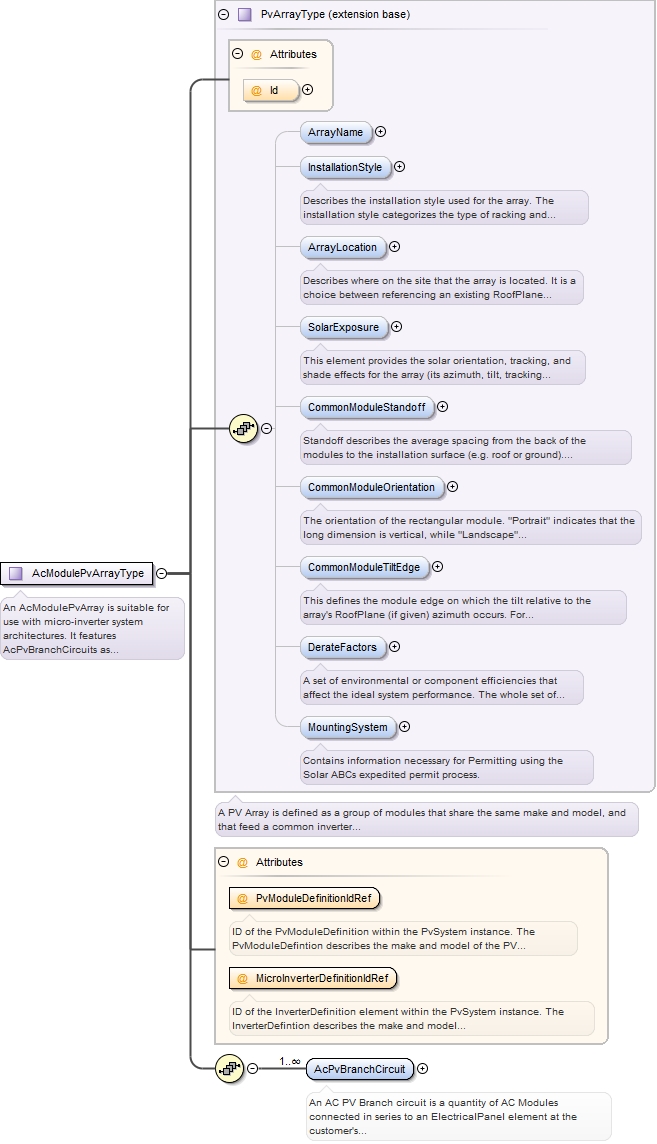 PvArrayType (extension base)
@ Attributes
@ Id
ArrayName
InstallationStyle
Describes the installation style used for the array. The
installation style categorizes the type of racking and...
ArrayLocation
Describes where on the site that the array is located. It is a
choice between referencing an existing RoofPlane...
SolarExposure
This element provides the solar orientation, tracking, and
shade effects for the array (its azimuth, tilt, tracking...
CommonModuleStandoff
Standoff describes the average spacing from the back of the
modules to the installation surface (e.g. roof or ground)....
CommonModuleOrientation
The orientation of the rectangular module. "Portrait" indicates that the
long dimension is vertical, while "Landscape"...
AcModulePvArrayType
An AcModulePvArray is suitable for
use with micro-inverter system
architectures. It features
AcPvBranchCircuits as...
CommonModuleTiltEdge
This defines the module edge on which the tilt relative to the
array's RoofPlane (if given) azimuth occurs. For...
DerateFactors
A set of environmental or component efficiencies that
affect the ideal system performance. The whole set of...
MountingSystem
Contains information necessary for Permitting using the
Solar ABCs expedited permit process.
A PV Array is defined as a group of modules that share the same make and model, and
that feed a common inverter...
@ Attributes
@ PvModuleDefinitionIdRef
ID of the PvModuleDefinition within the PvSystem instance. The
PvModuleDefintion describes the make and model of the PV...
@ MicroInverterDefinitionIdRef
ID of the InverterDefinition element within the PvSystem instance. The
InverterDefintion describes the make and model...
1..∞
AcPvBranchCircuit
An AC PV Branch circuit is a quantity of AC Modules
connected in series to an ElectricalPanel element at the
customer's...